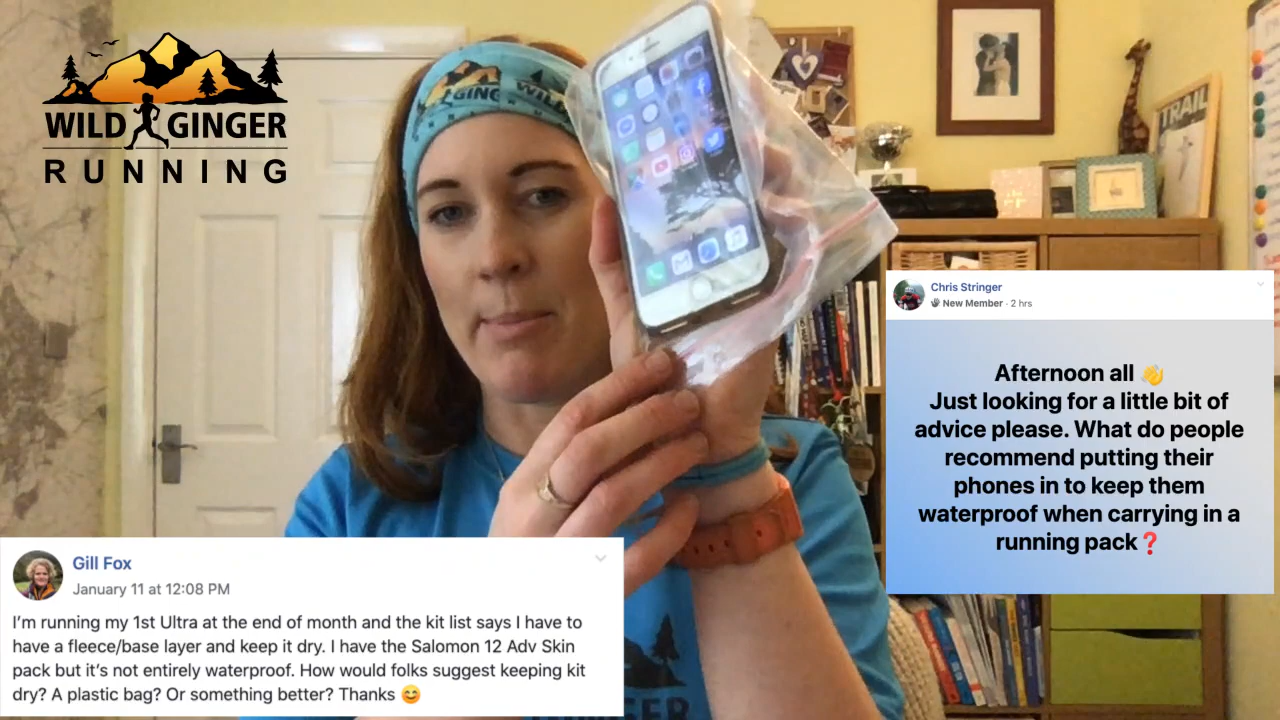 WILD GINGER
RUNNING
GING
WIL
TRAIL
Chris Stringer
New Member · 2 hrs
Afternoon all 👋
Just looking for a little bit of
advice please. What do people
recommend putting their
phones in to keep them
waterproof when carrying in a
running pack❓
Gill Fox
January 11 at 12:08 PM
I'm running my 1st Ultra at the end of month and the kit list says I have to
have a fleece/base layer and keep it dry. I have the Salomon 12 Adv Skin
pack but it's not entirely waterproof. How would folks suggest keeping kit
dry? A plastic bag? Or something better? Thanks 😊